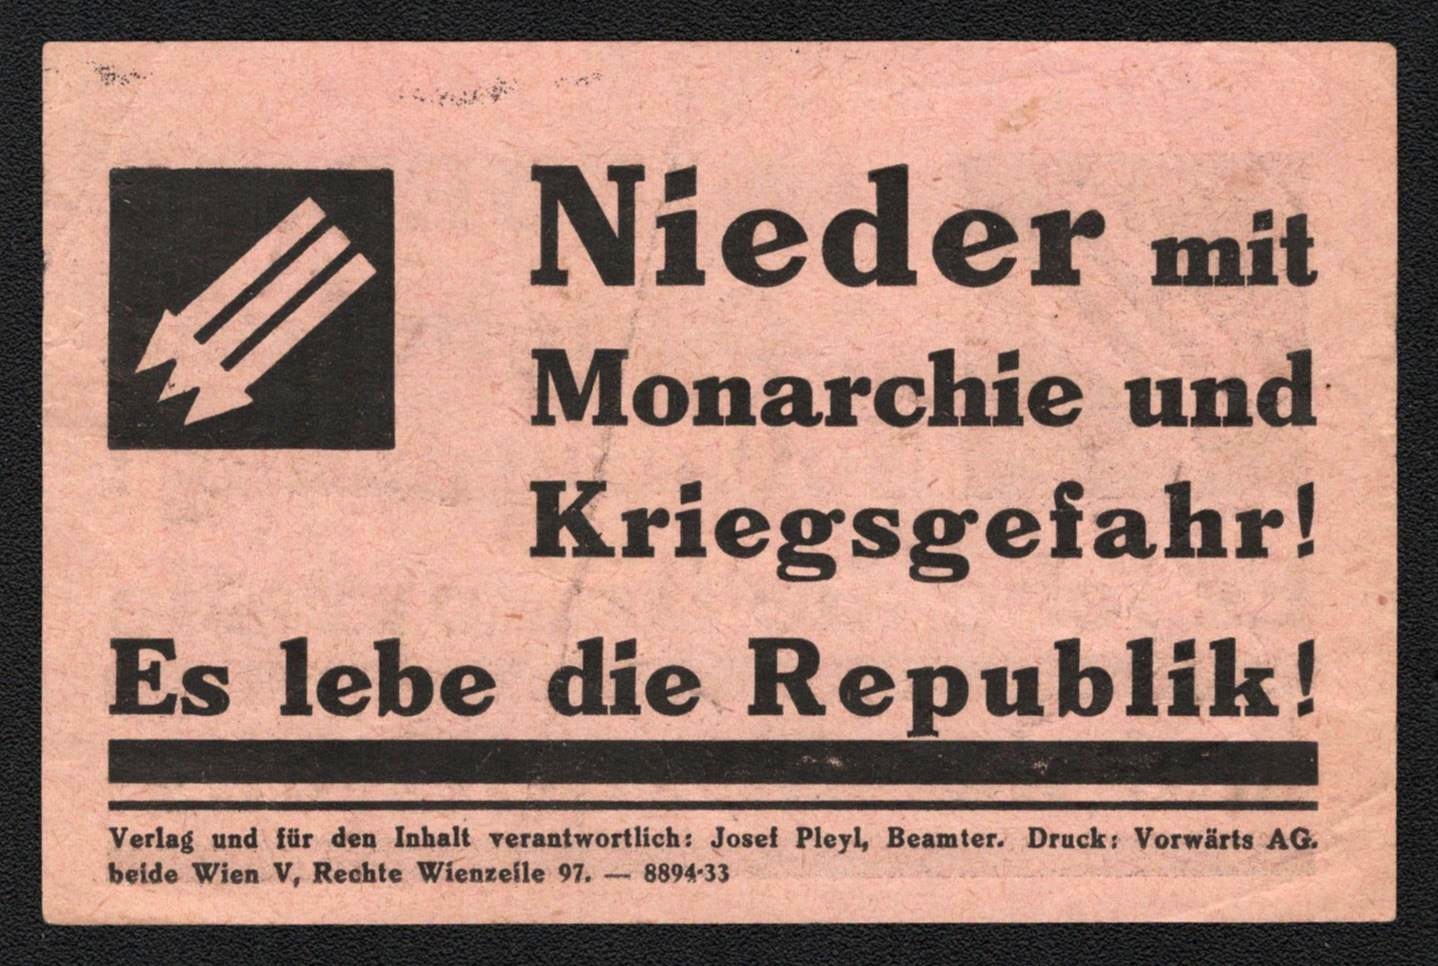 Nieder mit
Monarchie und
Kriegsgefahr!
Es lebe die Republik!
Verlag und für den Inhalt verantwortlich: Josef Pleyl, Beamter. Druck: Vorwärts AG.
beide Wien V, Rechte Wienzeile 97. — 8894·33